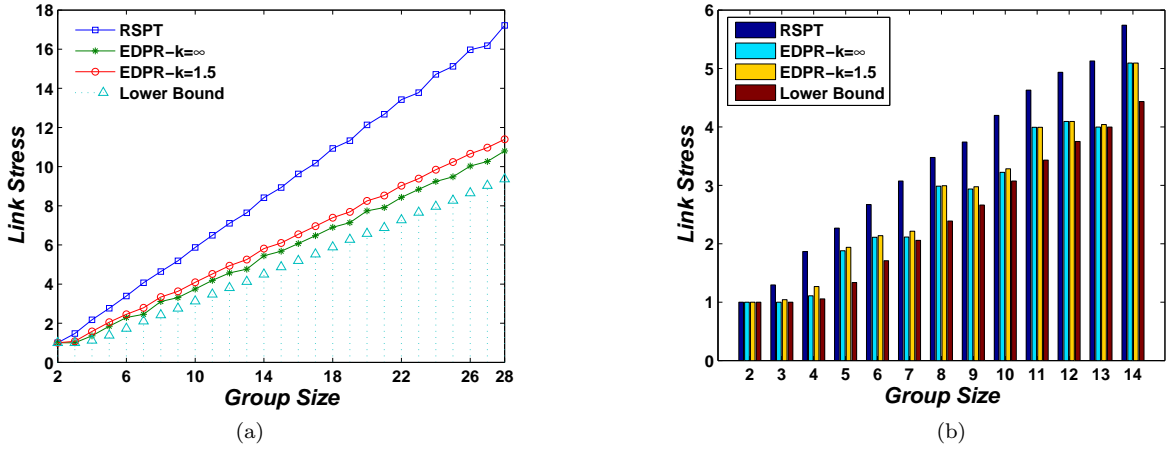 18
16
14
12
10
8
6
4
2
0
Link Stress
RSPT
EDPR−k=∞
EDPR−k=1.5
Lower Bound
2 6 10 14 18 22 26 28
Group Size
(a)
6
5
4
3
2
1
0
Link Stress
RSPT
EDPR−k=∞
EDPR−k=1.5
Lower Bound
2 3 4 5 6 7 8 9 10 11 12 13 14
Group Size
(b)